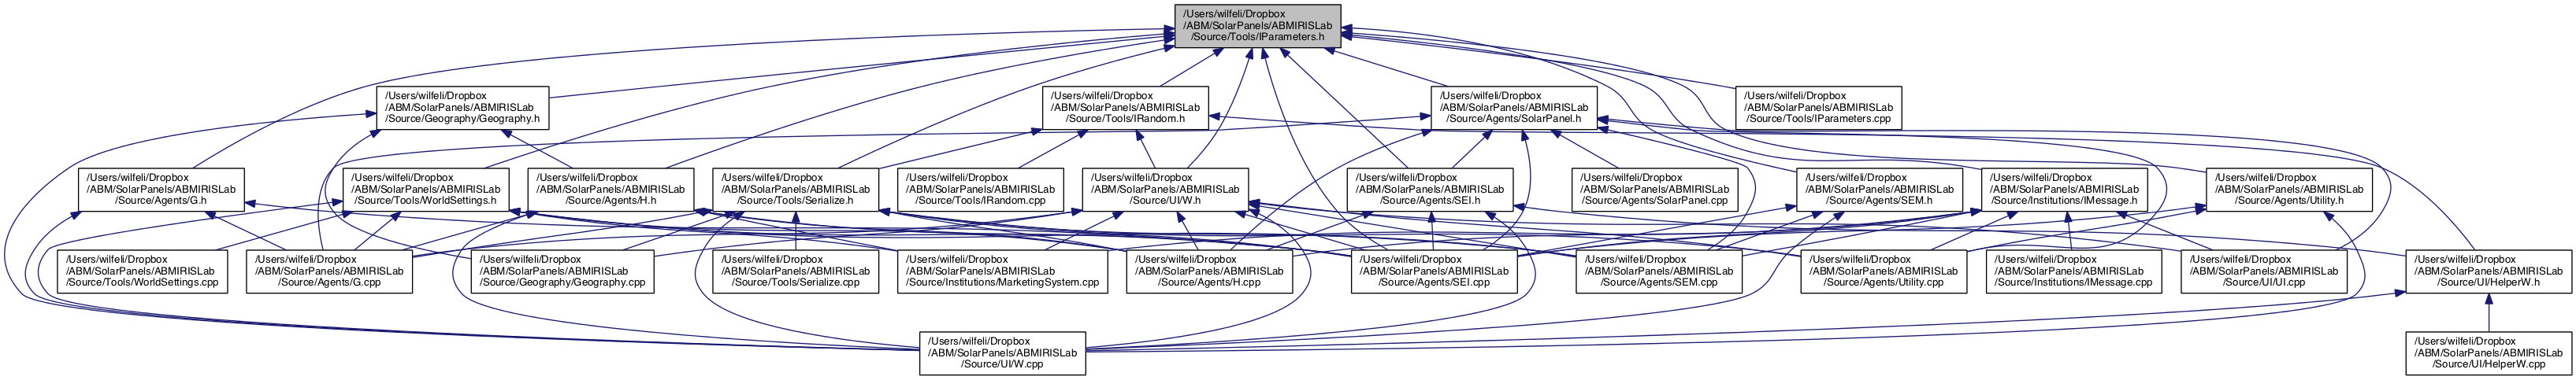 /Users/wilfeli/Dropbox
/ABM/SolarPanels/ABMIRISLab
/Source/Tools/IParameters.h
/Users/wilfeli/Dropbox
/ABM/SolarPanels/ABMIRISLab
/Source/Geography/Geography.h
/Users/wilfeli/Dropbox
/ABM/SolarPanels/ABMIRISLab
/Source/Tools/IRandom.h
/Users/wilfeli/Dropbox
/ABM/SolarPanels/ABMIRISLab
/Source/Agents/SolarPanel.h
/Users/wilfeli/Dropbox
/ABM/SolarPanels/ABMIRISLab
/Source/Tools/IParameters.cpp
/Users/wilfeli/Dropbox
/ABM/SolarPanels/ABMIRISLab
/Source/Agents/G.h
/Users/wilfeli/Dropbox
/ABM/SolarPanels/ABMIRISLab
/Source/Tools/WorldSettings.h
/Users/wilfeli/Dropbox
/ABM/SolarPanels/ABMIRISLab
/Source/Agents/H.h
/Users/wilfeli/Dropbox
/ABM/SolarPanels/ABMIRISLab
/Source/Tools/Serialize.h
/Users/wilfeli/Dropbox
/ABM/SolarPanels/ABMIRISLab
/Source/Tools/IRandom.cpp
/Users/wilfeli/Dropbox
/ABM/SolarPanels/ABMIRISLab
/Source/UI/W.h
/Users/wilfeli/Dropbox
/ABM/SolarPanels/ABMIRISLab
/Source/Agents/SEI.h
/Users/wilfeli/Dropbox
/ABM/SolarPanels/ABMIRISLab
/Source/Agents/SolarPanel.cpp
/Users/wilfeli/Dropbox
/ABM/SolarPanels/ABMIRISLab
/Source/Agents/SEM.h
/Users/wilfeli/Dropbox
/ABM/SolarPanels/ABMIRISLab
/Source/Institutions/IMessage.h
/Users/wilfeli/Dropbox
/ABM/SolarPanels/ABMIRISLab
/Source/Agents/Utility.h
/Users/wilfeli/Dropbox
/ABM/SolarPanels/ABMIRISLab
/Source/Tools/WorldSettings.cpp
/Users/wilfeli/Dropbox
/ABM/SolarPanels/ABMIRISLab
/Source/Agents/G.cpp
/Users/wilfeli/Dropbox
/ABM/SolarPanels/ABMIRISLab
/Source/Geography/Geography.cpp
/Users/wilfeli/Dropbox
/ABM/SolarPanels/ABMIRISLab
/Source/Tools/Serialize.cpp
/Users/wilfeli/Dropbox
/ABM/SolarPanels/ABMIRISLab
/Source/Institutions/MarketingSystem.cpp
/Users/wilfeli/Dropbox
/ABM/SolarPanels/ABMIRISLab
/Source/Agents/H.cpp
/Users/wilfeli/Dropbox
/ABM/SolarPanels/ABMIRISLab
/Source/Agents/SEI.cpp
/Users/wilfeli/Dropbox
/ABM/SolarPanels/ABMIRISLab
/Source/Agents/SEM.cpp
/Users/wilfeli/Dropbox
/ABM/SolarPanels/ABMIRISLab
/Source/Agents/Utility.cpp
/Users/wilfeli/Dropbox
/ABM/SolarPanels/ABMIRISLab
/Source/Institutions/IMessage.cpp
/Users/wilfeli/Dropbox
/ABM/SolarPanels/ABMIRISLab
/Source/UI/UI.cpp
/Users/wilfeli/Dropbox
/ABM/SolarPanels/ABMIRISLab
/Source/UI/HelperW.h
/Users/wilfeli/Dropbox
/ABM/SolarPanels/ABMIRISLab
/Source/UI/W.cpp
/Users/wilfeli/Dropbox
/ABM/SolarPanels/ABMIRISLab
/Source/UI/HelperW.cpp